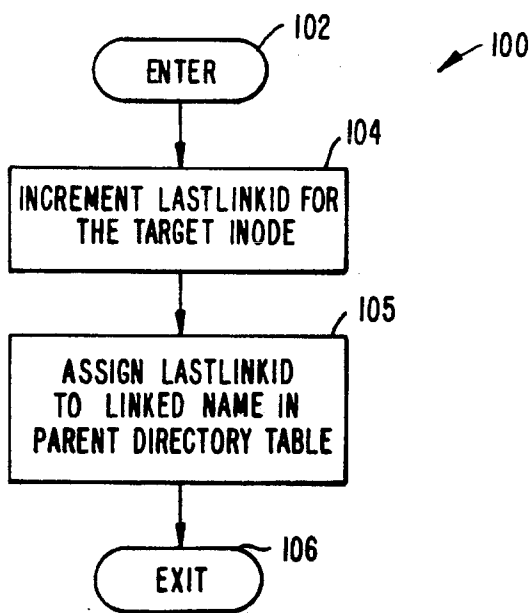 102
ENTER
100
104
INCREMENT LASTLINKID FOR
THE TARGET INODE
105
ASSIGN LASTLINKID
TO LINKED NAME IN
PARENT DIRECTORY TABLE
106
EXIT